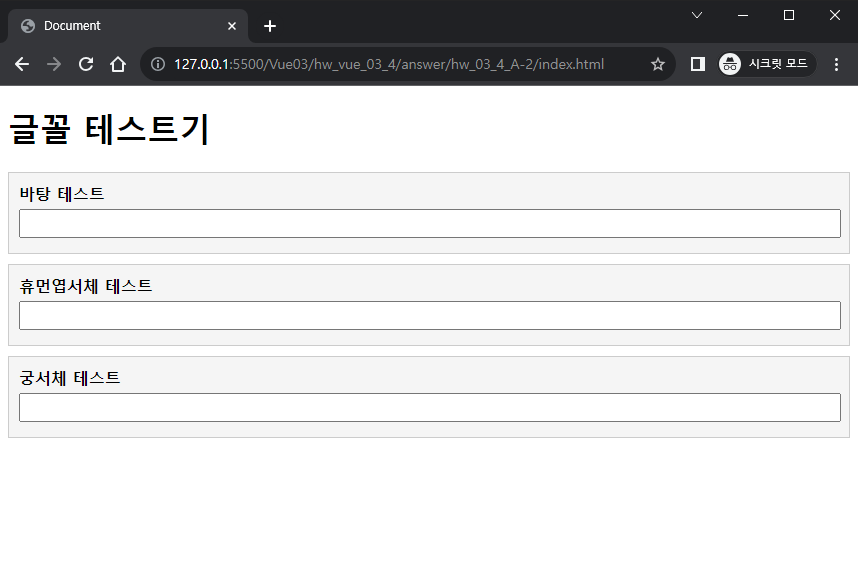 Document
127.0.0.1:5500/Vue03/hw_vue_03_4/answer/hw_03_4_A-2/index.html
시크릿 모드
글꼴 테스트기
바탕 테스트
휴먼엽서체 테스트
궁서체 테스트